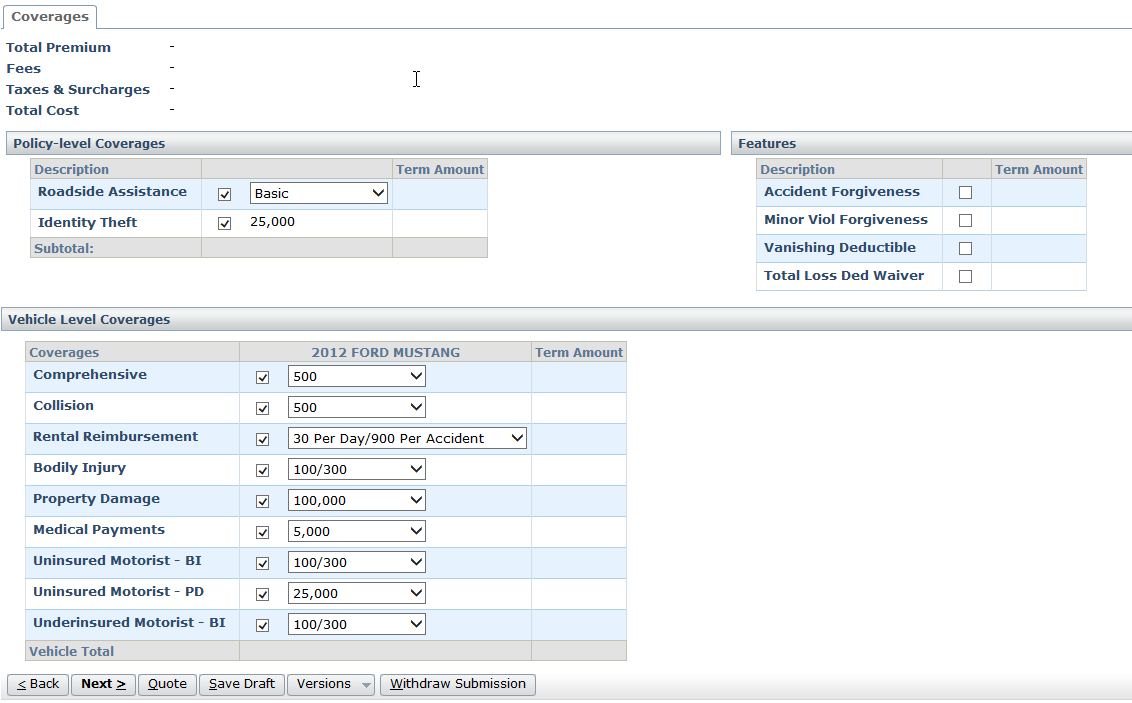 Coverages
Total Premium -
Fees -
Taxes & Surcharges -
Total Cost -
Policy-level Coverages
Description Term Amount
Roadside Assistance Basic
Identity Theft 25,000
Subtotal:
Features
Description Term Amount
Accident Forgiveness
Minor Viol Forgiveness
Vanishing Deductible
Total Loss Ded Waiver
Vehicle Level Coverages
Coverages 2012 FORD MUSTANG Term Amount
Comprehensive 500
Collision 500
Rental Reimbursement 30 Per Day/900 Per Accident
Bodily Injury 100/300
Property Damage 100,000
Medical Payments 5,000
Uninsured Motorist - BI 100/300
Uninsured Motorist - PD 25,000
Underinsured Motorist - BI 100/300
Vehicle Total
< Back Next > Quote Save Draft Versions Withdraw Submission